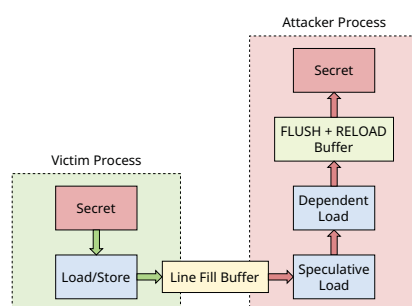 Attacker Process
Secret
FLUSH + RELOAD
Buffer
Victim Process
Secret
Dependent
Load
Load/Store
Line Fill Buffer
Speculative
Load